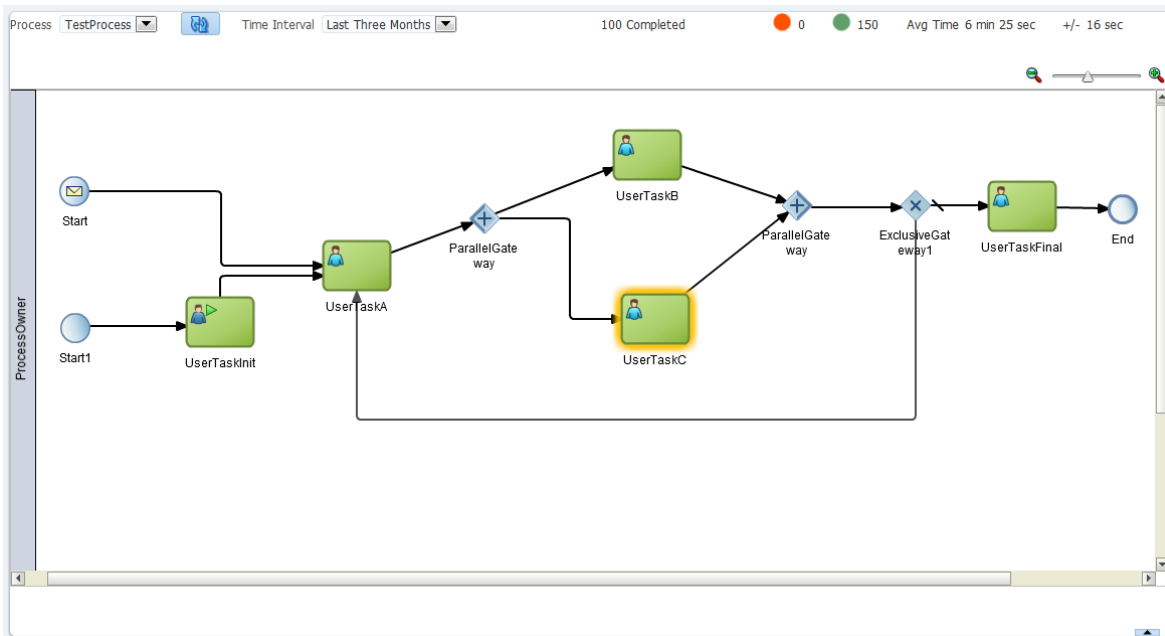 Process TestProcess Time Interval Last Three Months 100 Completed 0 150 Avg Time 6 min 25 sec +/- 16 sec
ProcessOwner
Start
Start1
UserTaskInit
UserTaskA
ParallelGate
way
UserTaskB
UserTaskC
ParallelGate
way
ExclusiveGat
eway1
UserTaskFinal
End